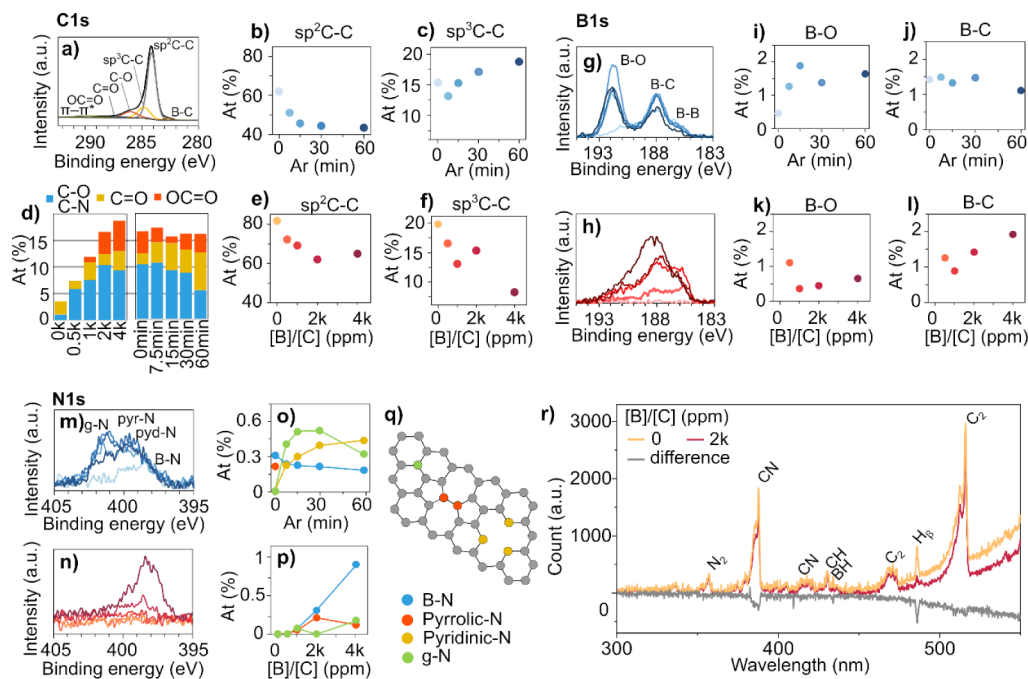 C1s
a)
sp²C-C
sp³C-C
C-O
C=O
OC=O
π−π*
B-C
Intensity (a.u.)
290 285 280
Binding energy (eV)
b) sp²C-C
At (%)
80
60
40
0 30 60
Ar (min)
c) sp³C-C
At (%)
20
15
10
0 30 60
Ar (min)
B1s
g)
B-O
B-C
B-B
Intensity (a.u.)
193 188 183
Binding energy (eV)
i) B-O
At (%)
2
1
0
0 30 60
Ar (min)
j) B-C
At (%)
2
1
0
0 30 60
Ar (min)
d)
C-O
C-N
C=O
OC=O
At (%)
15
10
5
0
0k
0.5k
1k
2k
4k
0min
7.5min
15min
30min
60min
e) sp²C-C
At (%)
80
60
40
0 2k 4k
[B]/[C] (ppm)
f) sp³C-C
At (%)
20
15
10
0 2k 4k
[B]/[C] (ppm)
h)
Intensity (a.u.)
193 188 183
Binding energy (eV)
k) B-O
At (%)
2
1
0
0 2k 4k
[B]/[C] (ppm)
l) B-C
At (%)
2
1
0
0 2k 4k
[B]/[C] (ppm)
N1s
m)
g-N
pyr-N
pyd-N
B-N
Intensity (a.u.)
405 400 395
Binding energy (eV)
o)
At (%)
0.6
0.3
0
0 30 60
Ar (min)
q)
n)
Intensity (a.u.)
405 400 395
Binding energy (eV)
p)
At (%)
1
0.5
0
0 2k 4k
[B]/[C] (ppm)
B-N
Pyrrolic-N
Pyridinic-N
g-N
r)
[B]/[C] (ppm)
0 2k
difference
N₂
CN
CN
CH
BH
C₂
Hβ
C₂
Count (a.u.)
3000
1500
0
0
300 400 500
Wavelength (nm)